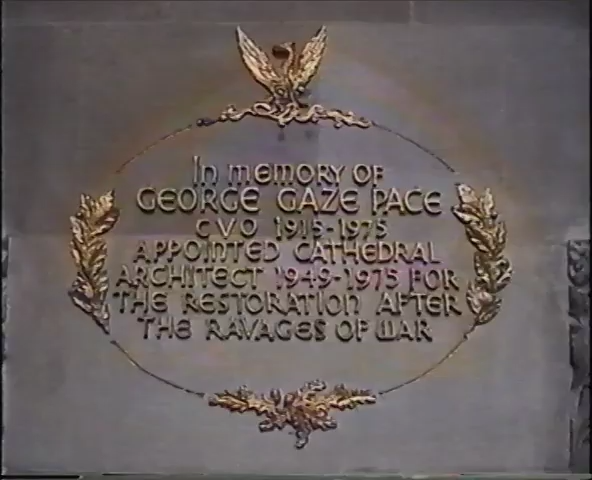 In memory of
GEORGE GAZE PACE
CVO 1915-1975
APPOINTED CATHEDRAL
ARCHITECT 1949-1975 FOR
THE RESTORATION AFTER
THE RAVAGES OF WAR